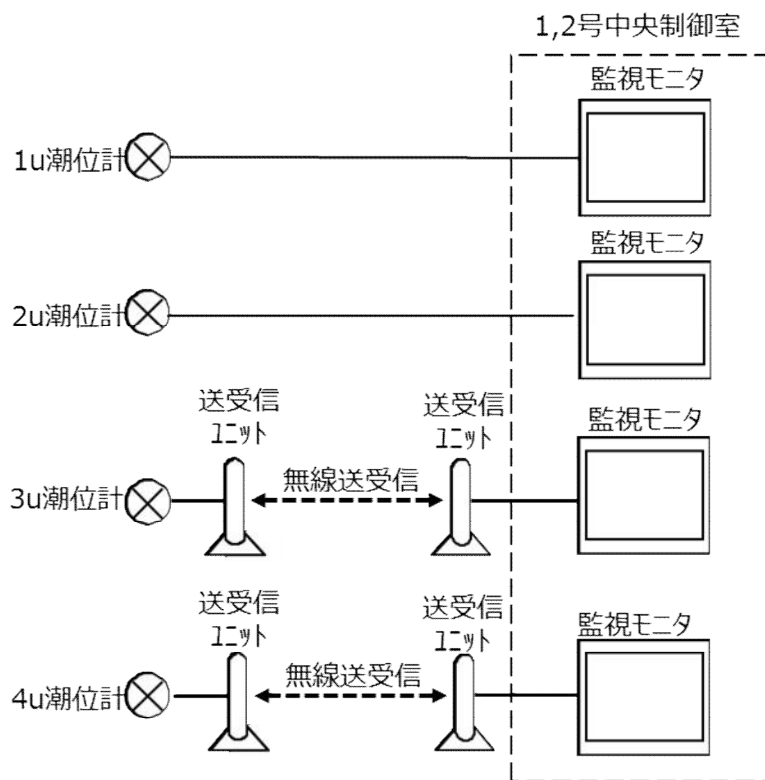 1,2号中央制御室
監視モニタ
1u潮位計
監視モニタ
2u潮位計
送受信
ユニット
送受信
ユニット
監視モニタ
3u潮位計
無線送受信
送受信
ユニット
送受信
ユニット
監視モニタ
4u潮位計
無線送受信